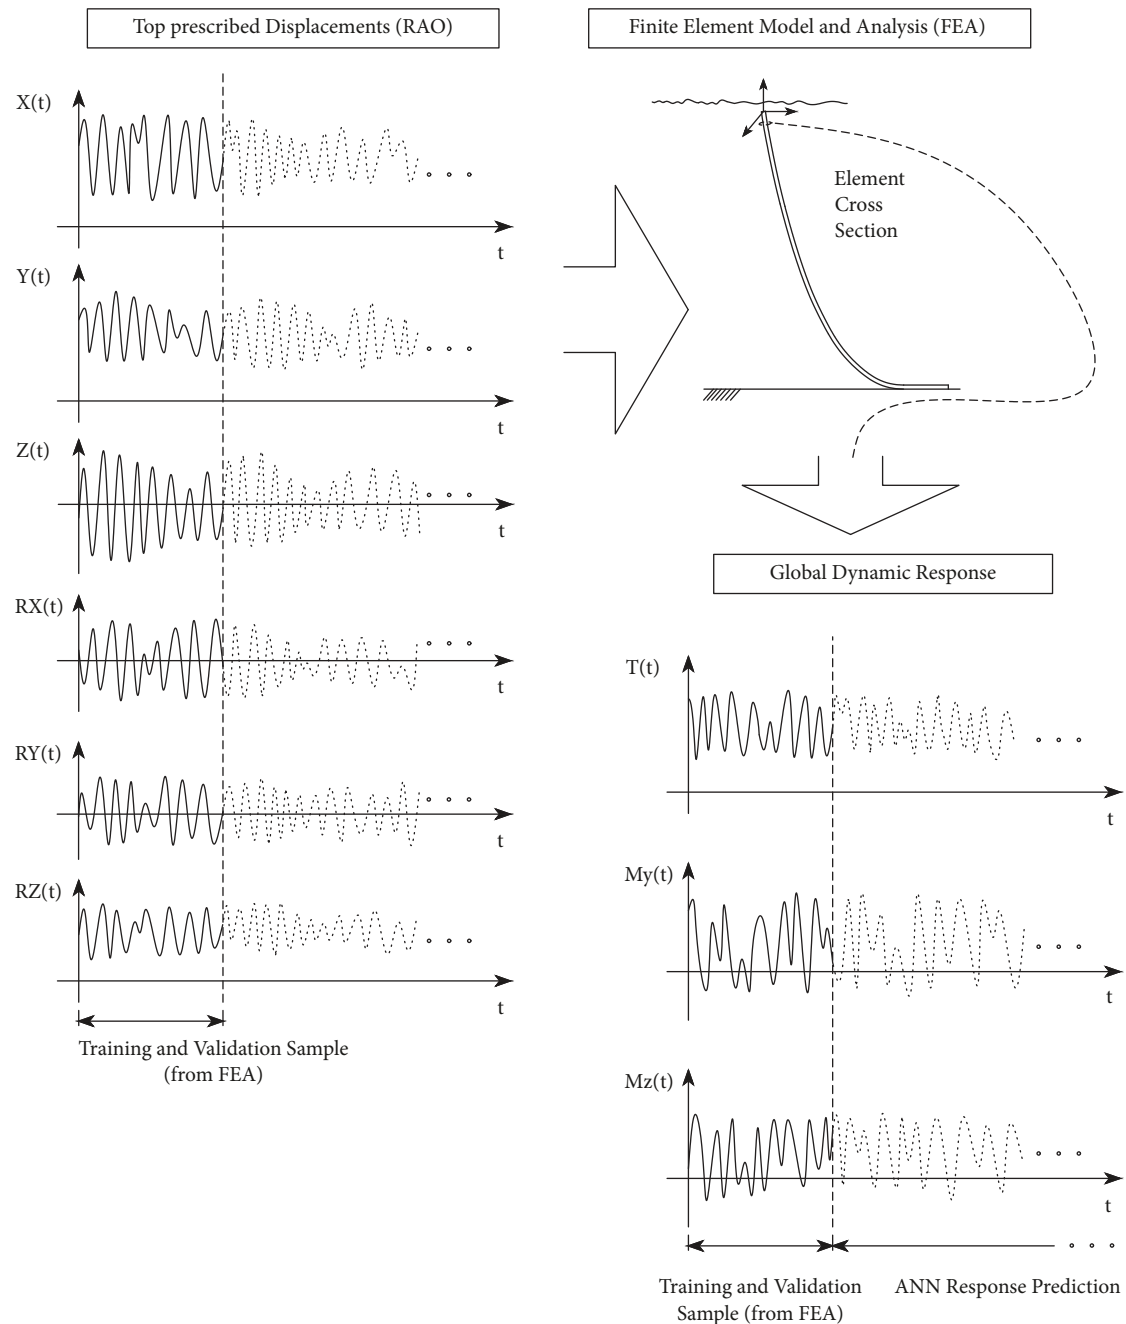 Top prescribed Displacements (RAO)
X(t)
t
Y(t)
t
Z(t)
t
RX(t)
t
RY(t)
t
RZ(t)
t
Training and Validation Sample
(from FEA)
Finite Element Model and Analysis (FEA)
Element
Cross
Section
Global Dynamic Response
T(t)
t
My(t)
t
Mz(t)
t
Training and Validation
Sample (from FEA)
ANN Response Prediction